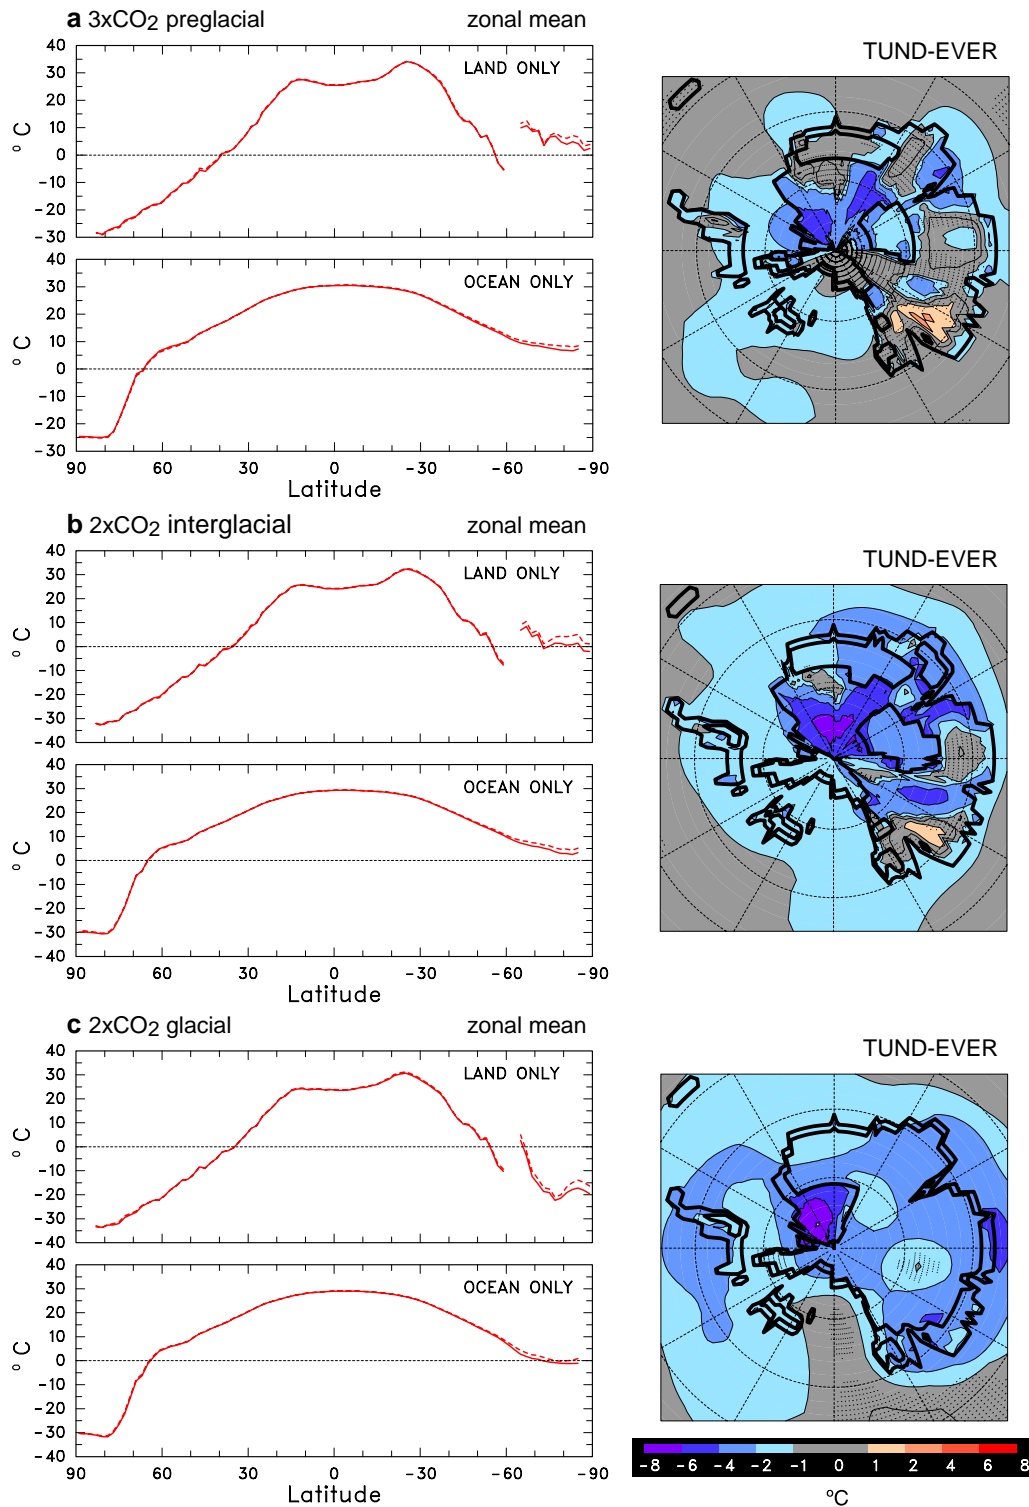 a 3xCO2 preglacial zonal mean
TUND-EVER
40
30
20
10
0
-10
-20
-30
°C
LAND ONLY
40
30
20
10
0
-10
-20
-30
°C
OCEAN ONLY
90 60 30 0 -30 -60 -90
Latitude
b 2xCO2 interglacial zonal mean
TUND-EVER
40
30
20
10
0
-10
-20
-30
-40
°C
LAND ONLY
40
30
20
10
0
-10
-20
-30
-40
°C
OCEAN ONLY
90 60 30 0 -30 -60 -90
Latitude
c 2xCO2 glacial zonal mean
TUND-EVER
40
30
20
10
0
-10
-20
-30
-40
°C
LAND ONLY
40
30
20
10
0
-10
-20
-30
-40
°C
OCEAN ONLY
90 60 30 0 -30 -60 -90
Latitude
-8 -6 -4 -2 -1 0 1 2 4 6 8
°C